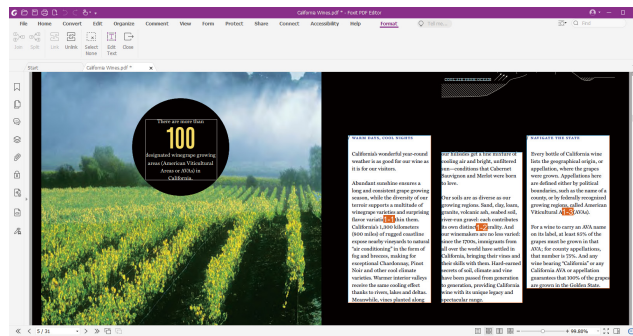 California Wines.pdf * - Foxit PDF Editor
File Home Convert Edit Organize Comment View Form Protect Share Connect Accessibility Help Format Find
Join Split Link Unlink Select None Edit Text Close
Start California Wines.pdf *
There are more than
100
designated winegrape growing
areas (American Viticultural
Areas or AVAs) in
California.
WARM DAYS, COOL NIGHTS
California's wonderful year-round
weather is as good for our wine as
it is for our visitors.
Abundant sunshine ensures a
long and consistent grape growing
season, while the diversity of our
terroir supports a multitude of
winegrape varieties and surprising
flavor 1-1 within them.
California's 1,300 kilometers
(800 miles) of rugged coastline
expose nearby vineyards to natural
"air conditioning" in the form of
fog and breezes, making for
exceptional Chardonnay, Pinot
Noir and other cool climate
varieties. Warmer interior valleys
receive the same cooling effect
thanks to rivers, lakes and deltas.
Meanwhile, vines planted along
our hillsides get a fine mixture of
cooling air and bright, unfiltered
sun—conditions that Cabernet
Sauvignon and Merlot were born
to love.
Our soils are as diverse as our
growing regions. Sand, clay, loam,
granite, volcanic ash, seabed soil,
river-run gravel: each contributes
its own distinct 1-2 And
our winemakers are no less varied:
since the 1700s, immigrants from
all over the world have settled in
California, bringing their vines and
their skills with them. Hard-earned
secrets of soil, climate and vine
have been passed from generation
to generation, providing California
wine with its unique legacy and
spectacular range.
NAVIGATE THE STATE
Every bottle of California wine
lists the geographical origin, or
appellation, where the grapes
were grown. Appellations here
are defined either by political
boundaries, such as the name of a
county, or by federally recognized
growing regions, called American
Viticultural 1-3 AVAs).
For a wine to carry an AVA name
on its label, at least 85% of the
grapes must be grown in that
AVA; for county appellations,
that number is 75%. And any
wine bearing "California" or any
California AVA or appellation
guarantees that 100% of the grapes
are grown in the Golden State.
5 / 31 99.60%